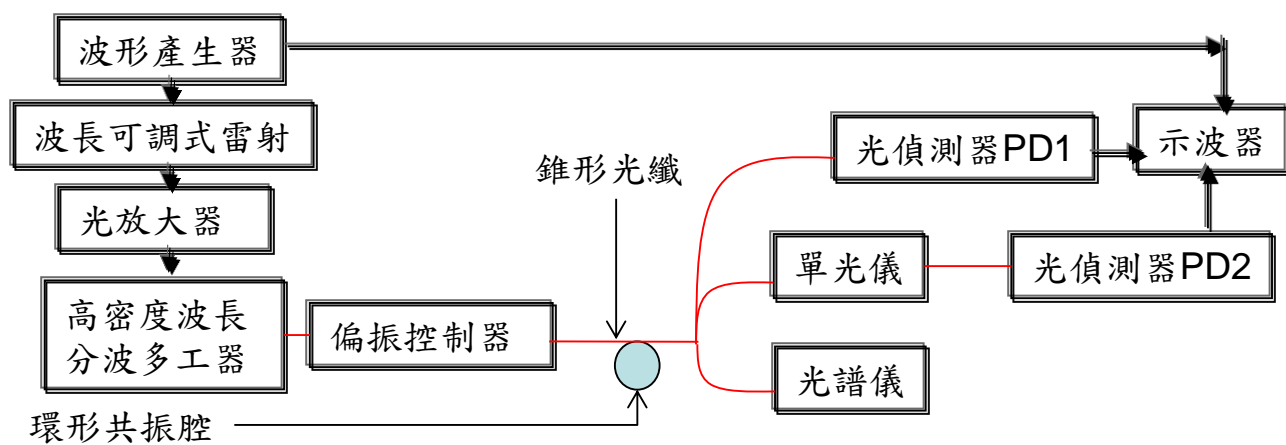 波形產生器
波長可調式雷射
光放大器
高密度波長
分波多工器
偏振控制器
錐形光纖
環形共振腔
光偵測器PD1
示波器
單光儀
光偵測器PD2
光譜儀